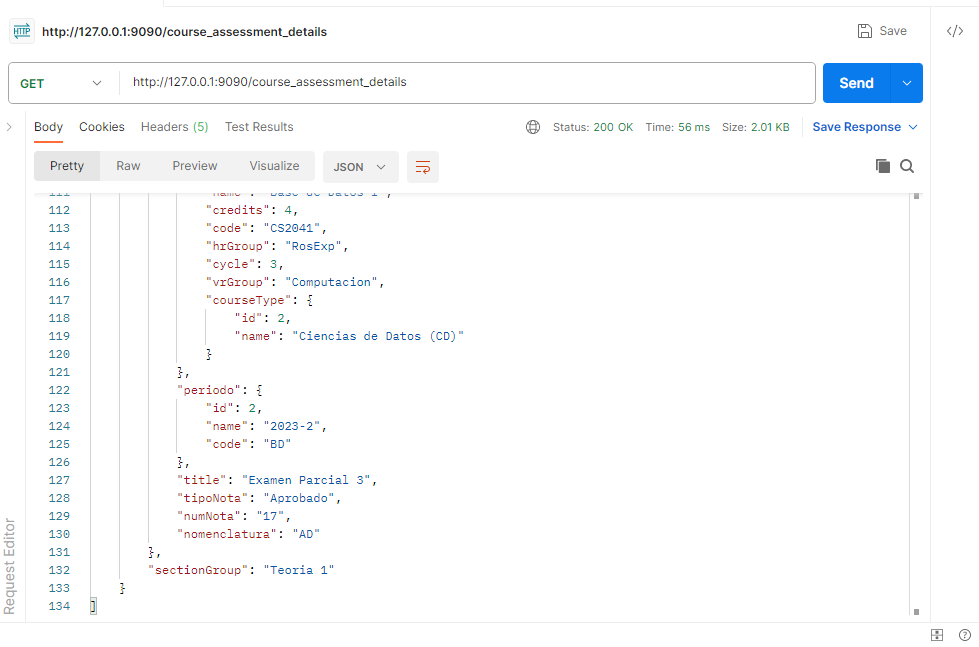 HTTP http://127.0.0.1:9090/course_assessment_details Save
GET http://127.0.0.1:9090/course_assessment_details Send
Body Cookies Headers (5) Test Results Status: 200 OK Time: 56 ms Size: 2.01 KB Save Response
Pretty Raw Preview Visualize JSON
111 "name": "Base de Datos I",
112 "credits": 4,
113 "code": "CS2041",
114 "hrGroup": "RosExp",
115 "cycle": 3,
116 "vrGroup": "Computacion",
117 "courseType": {
118 "id": 2,
119 "name": "Ciencias de Datos (CD)"
120 }
121 },
122 "periodo": {
123 "id": 2,
124 "name": "2023-2",
125 "code": "BD"
126 },
127 "title": "Examen Parcial 3",
128 "tipoNota": "Aprobado",
129 "numNota": "17",
130 "nomenclatura": "AD"
131 },
132 "sectionGroup": "Teoria 1"
133 }
134 ]
Request Editor